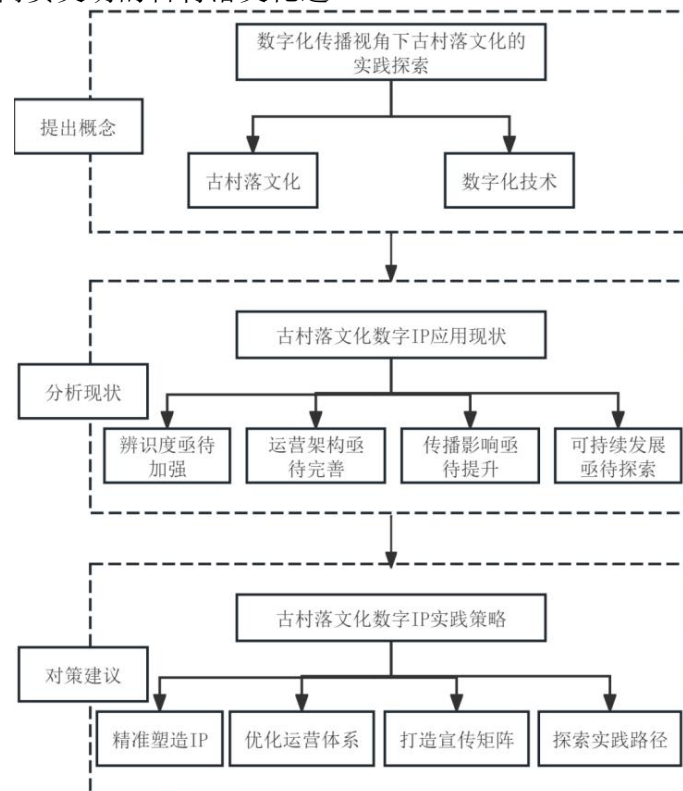 数字化传播视角下古村落文化的
实践探索
提出概念
古村落文化
数字化技术
古村落文化数字IP应用现状
分析现状
辨识度亟待
加强
运营架构亟
待完善
传播影响亟
待提升
可持续发展
亟待探索
古村落文化数字IP实践策略
对策建议
精准塑造IP
优化运营体系
打造宣传矩阵
探索实践路径